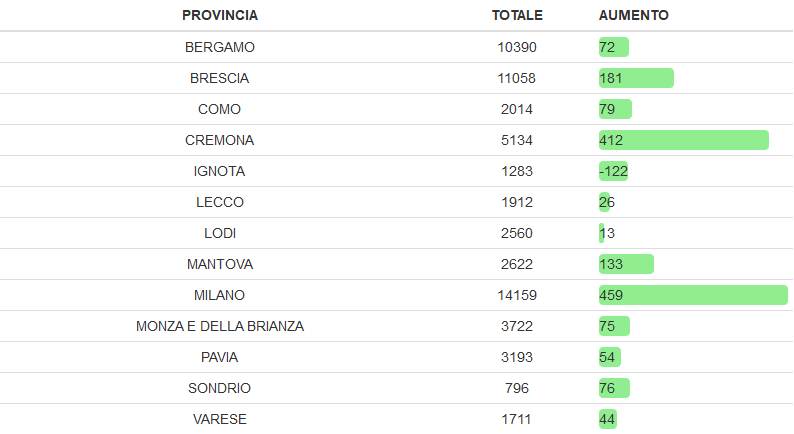 PROVINCIA TOTALE AUMENTO
BERGAMO 10390 72
BRESCIA 11058 181
COMO 2014 79
CREMONA 5134 412
IGNOTA 1283 -122
LECCO 1912 26
LODI 2560 13
MANTOVA 2622 133
MILANO 14159 459
MONZA E DELLA BRIANZA 3722 75
PAVIA 3193 54
SONDRIO 796 76
VARESE 1711 44